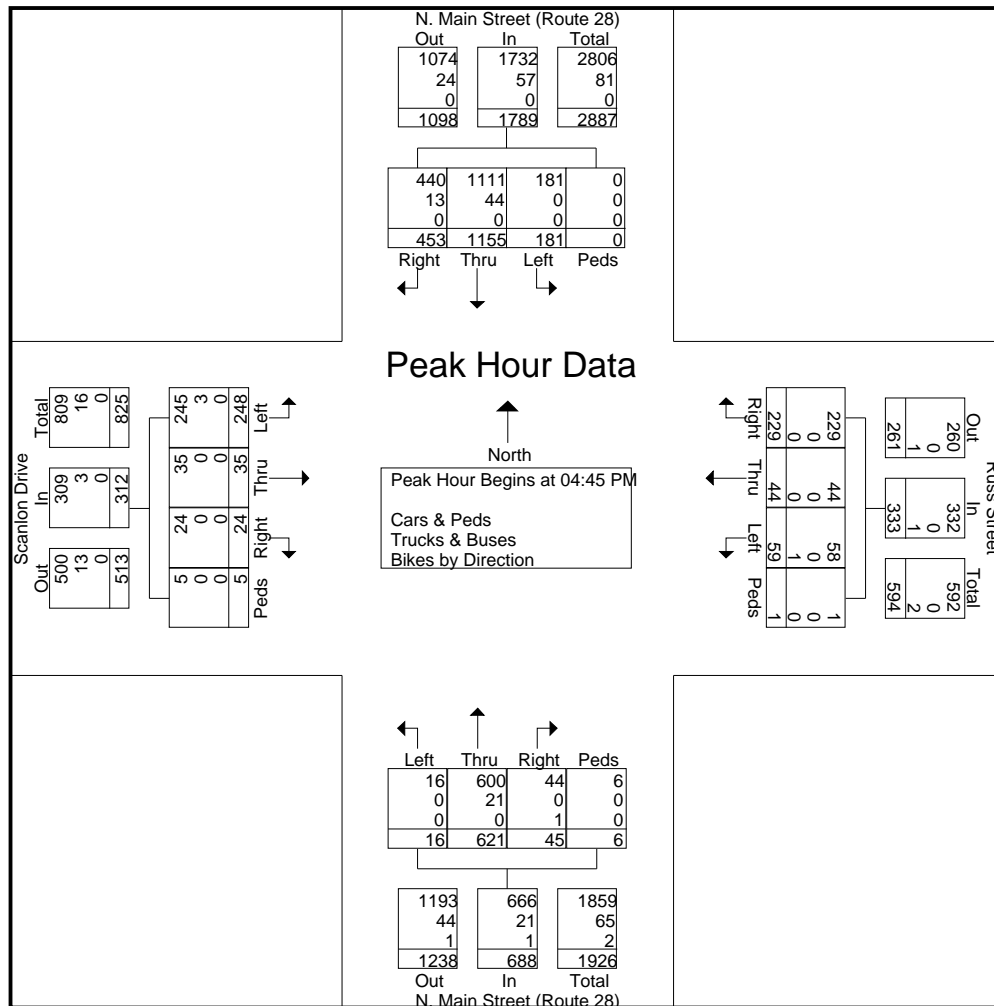 N. Main Street (Route 28)
Out In Total
1074 1732 2806
24 57 81
0 0 0
1098 1789 2887
440 1111 181 0
13 44 0 0
0 0 0 0
453 1155 181 0
Right Thru Left Peds
Peak Hour Data
North
Peak Hour Begins at 04:45 PM
Cars & Peds
Trucks & Buses
Bikes by Direction
Scanlon Drive
Out In Total
500 309 809
13 3 16
0 0 0
513 312 825
Peds Right Thru Left
5 24 35 245
0 0 0 3
0 0 0 0
5 24 35 248
Russ Street
Out In Total
260 332 592
0 0 0
1 1 2
261 333 594
Right Thru Left Peds
229 44 58 1
0 0 0 0
0 0 1 0
229 44 59 1
Left Thru Right Peds
16 600 44 6
0 21 0 0
0 0 1 0
16 621 45 6
1193 666 1859
44 21 65
1 1 2
1238 688 1926
Out In Total
N. Main Street (Route 28)